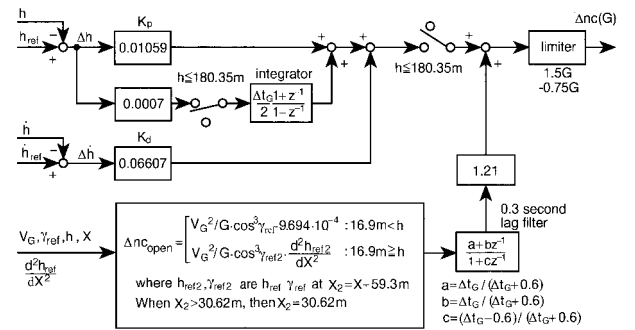 h
h_ref
−
+
Δh
K_p
0.01059
0.0007
h≦180.35m
integrator
Δt_G/2 1+z⁻¹/1−z⁻¹
+
+
+
+
h≦180.35m
+
+
Δnc(G)
limiter
1.5G
-0.75G
ḣ
ḣ_ref
−
+
Δḣ
K_d
0.06607
1.21
0.3 second
lag filter
a+bz⁻¹/1+cz⁻¹
a=Δt_G/(Δt_G+0.6)
b=Δt_G/(Δt_G+0.6)
c=(Δt_G-0.6)/(Δt_G+0.6)
V_G,γ_ref,h,X
d²h_ref/dX²
Δnc_open=
V_G²/G·cos³γ_ref·9.694·10⁻⁴ :16.9m<h
V_G²/G·cos³γ_ref2·d²h_ref2/dX² :16.9m≧h
where h_ref2,γ_ref2 are h_ref γ_ref at X₂=X+59.3m
When X₂>30.62m, then X₂=30.62m